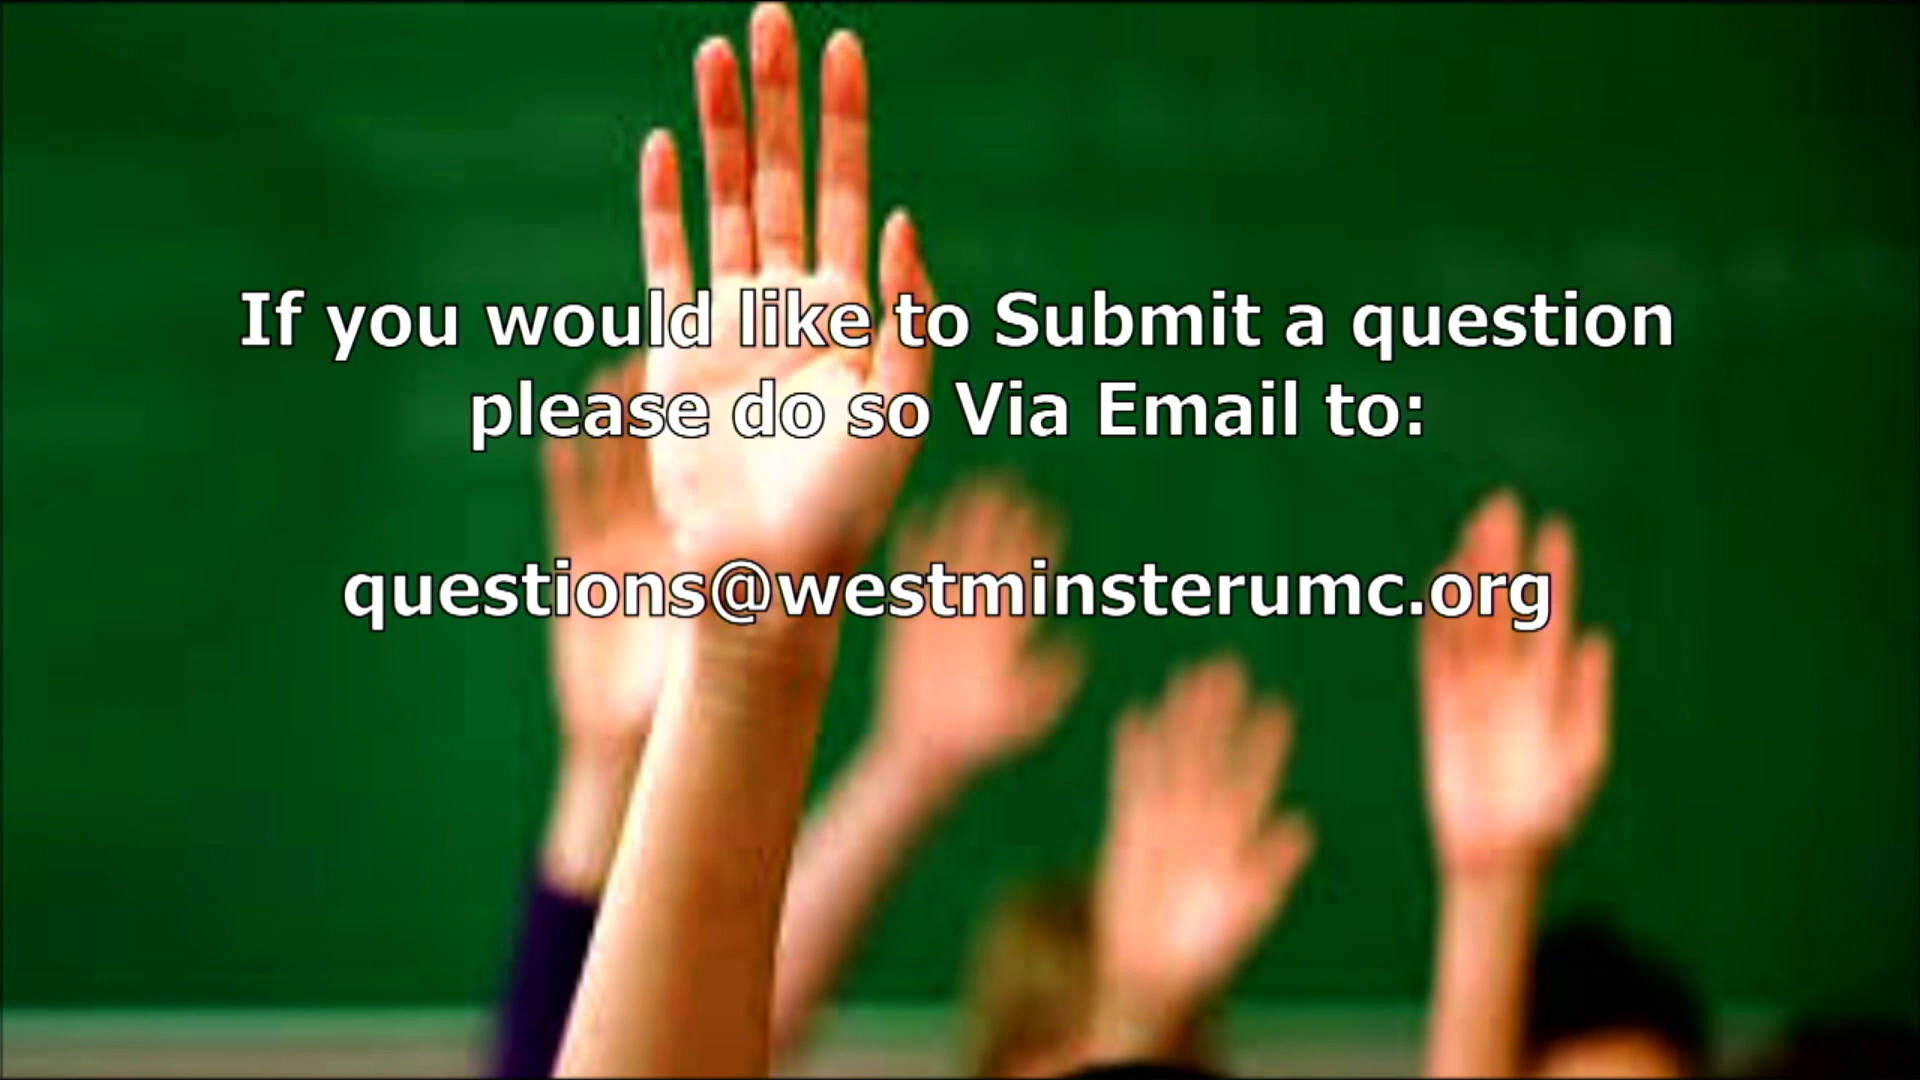 If you would like to Submit a question
please do so Via Email to:
questions@westminsterumc.org